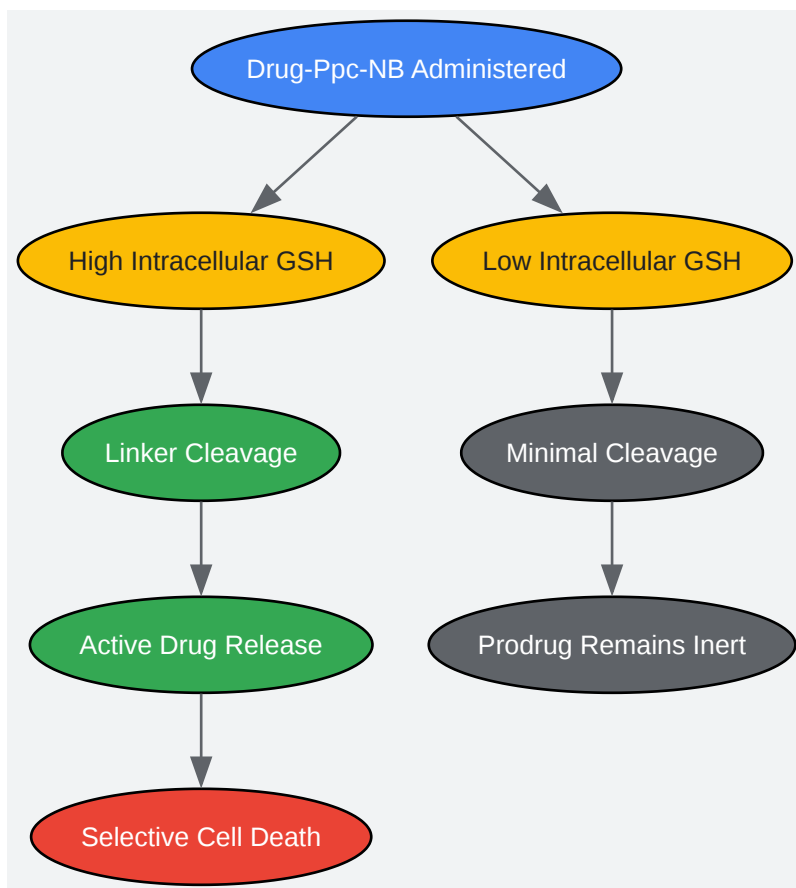 Drug-Ppc-NB Administered
High Intracellular GSH
Low Intracellular GSH
Linker Cleavage
Minimal Cleavage
Active Drug Release
Prodrug Remains Inert
Selective Cell Death